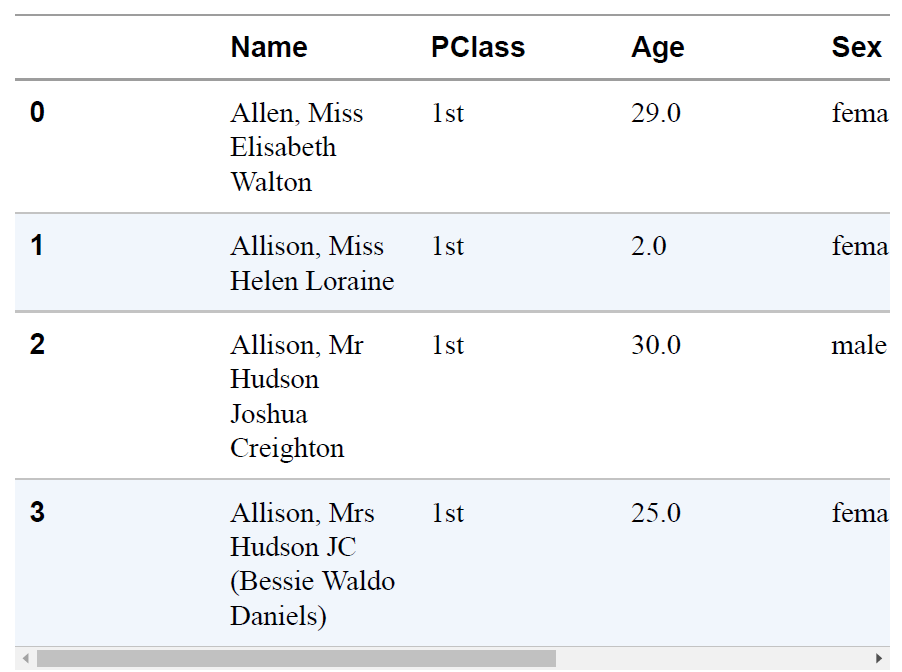 Name PClass Age Sex
0 Allen, Miss 1st 29.0 fema
Elisabeth
Walton
1 Allison, Miss 1st 2.0 fema
Helen Loraine
2 Allison, Mr 1st 30.0 male
Hudson
Joshua
Creighton
3 Allison, Mrs 1st 25.0 fema
Hudson JC
(Bessie Waldo
Daniels)